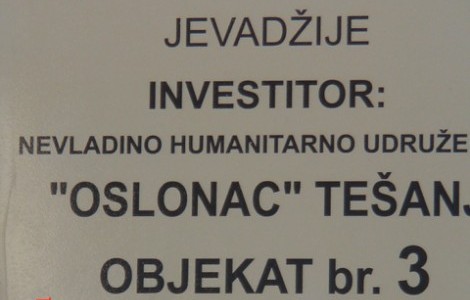 JEVADŽIJE
INVESTITOR:
NEVLADINO HUMANITARNO UDRUŽE
"OSLONAC" TEŠANJ
OBJEKAT br. 3